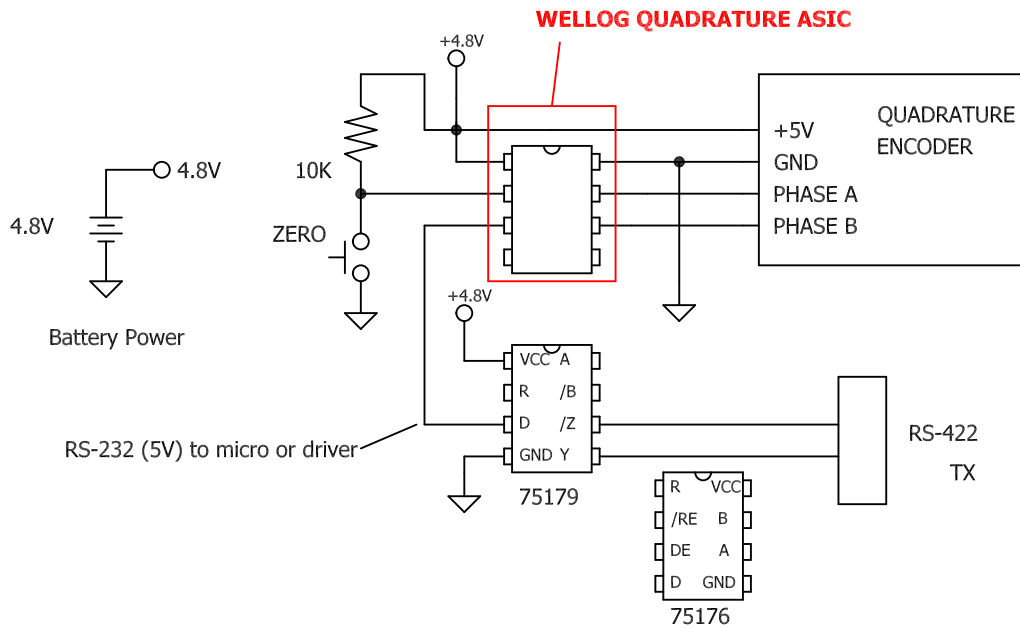 WELLOG QUADRATURE ASIC
+4.8V
QUADRATURE
ENCODER
+5V
GND
PHASE A
PHASE B
10K
4.8V
4.8V
ZERO
Battery Power
+4.8V
VCC A
R /B
D /Z
GND Y
75179
RS-232 (5V) to micro or driver
RS-422
TX
R VCC
/RE B
DE A
D GND
75176